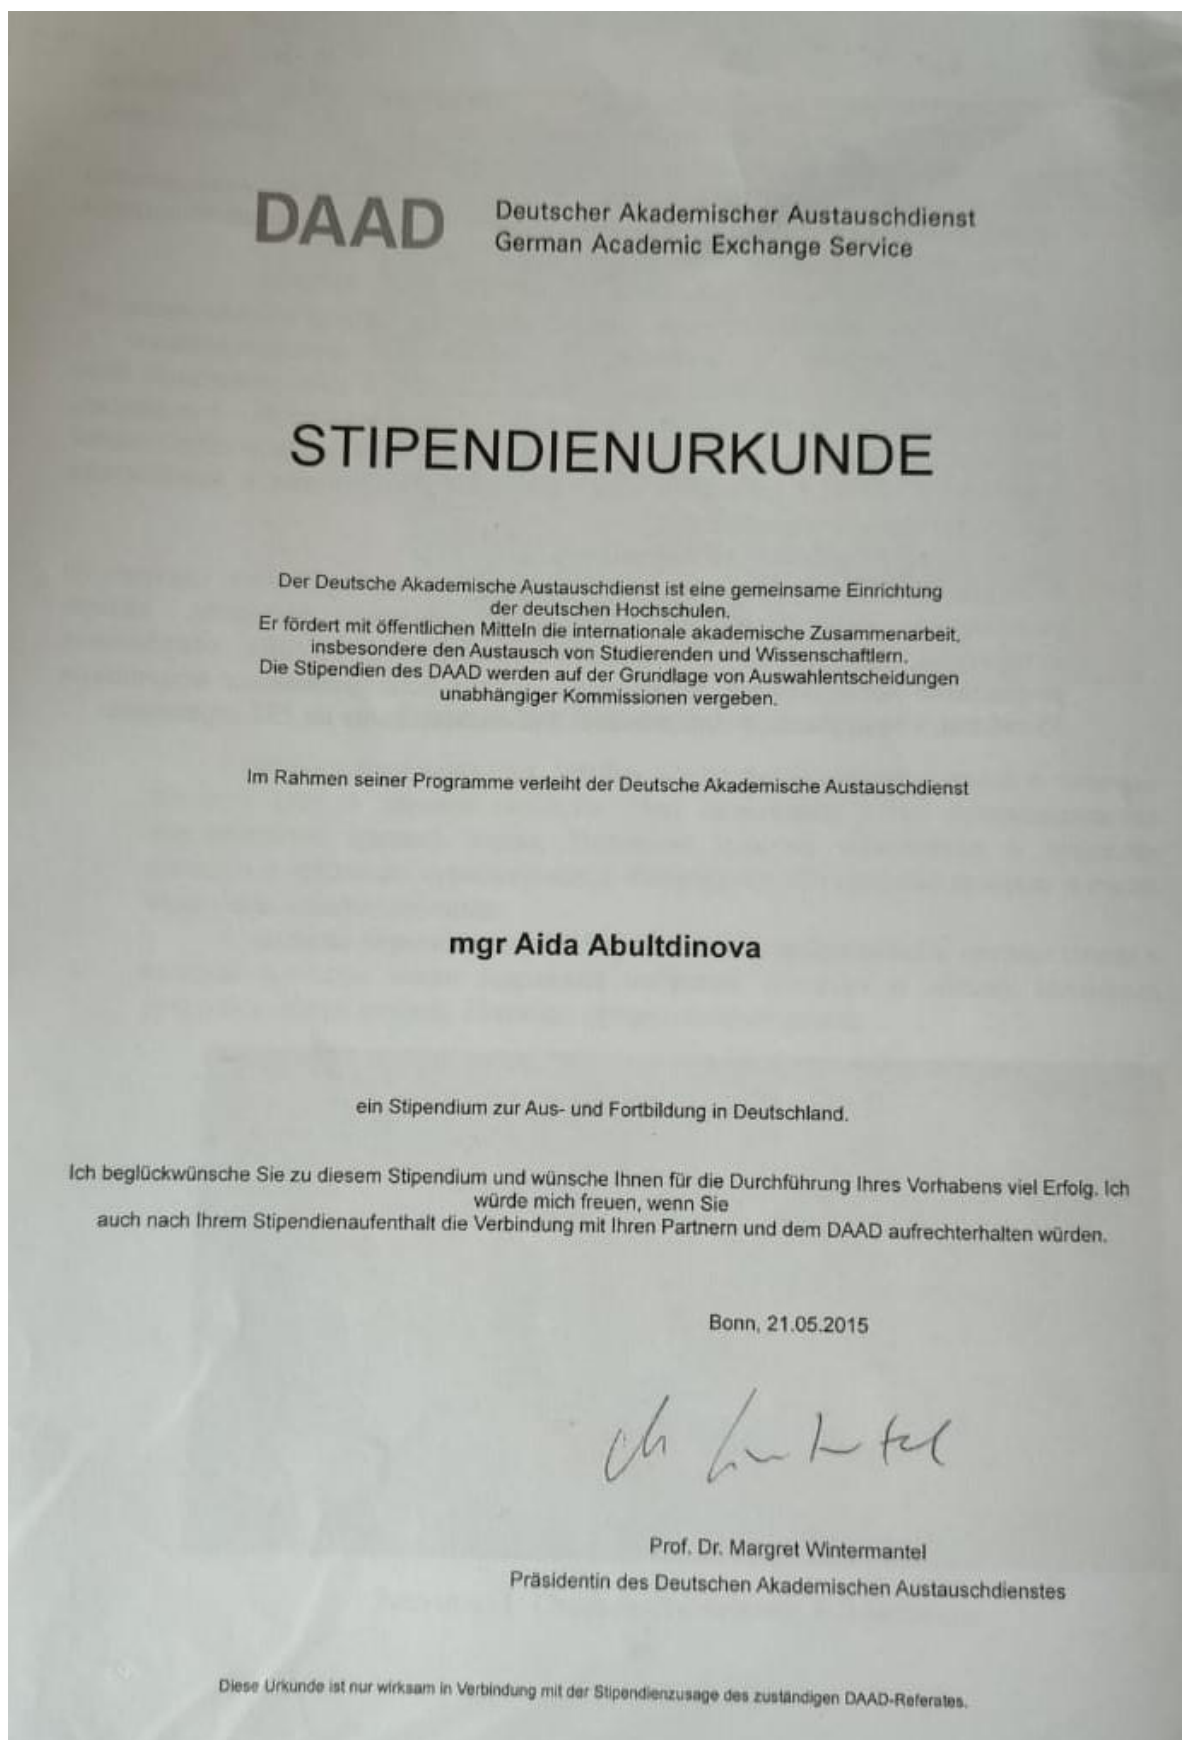 DAAD
Deutscher Akademischer Austauschdienst
German Academic Exchange Service
STIPENDIENURKUNDE
Der Deutsche Akademische Austauschdienst ist eine gemeinsame Einrichtung
der deutschen Hochschulen.
Er fördert mit öffentlichen Mitteln die internationale akademische Zusammenarbeit,
insbesondere den Austausch von Studierenden und Wissenschaftlern.
Die Stipendien des DAAD werden auf der Grundlage von Auswahlentscheidungen
unabhängiger Kommissionen vergeben.
Im Rahmen seiner Programme verleiht der Deutsche Akademische Austauschdienst
mgr Aida Abultdinova
ein Stipendium zur Aus- und Fortbildung in Deutschland.
Ich beglückwünsche Sie zu diesem Stipendium und wünsche Ihnen für die Durchführung Ihres Vorhabens viel Erfolg. Ich
würde mich freuen, wenn Sie
auch nach Ihrem Stipendienaufenthalt die Verbindung mit Ihren Partnern und dem DAAD aufrechterhalten würden.
Bonn, 21.05.2015
Prof. Dr. Margret Wintermantel
Präsidentin des Deutschen Akademischen Austauschdienstes
Diese Urkunde ist nur wirksam in Verbindung mit der Stipendienzusage des zuständigen DAAD-Referates.